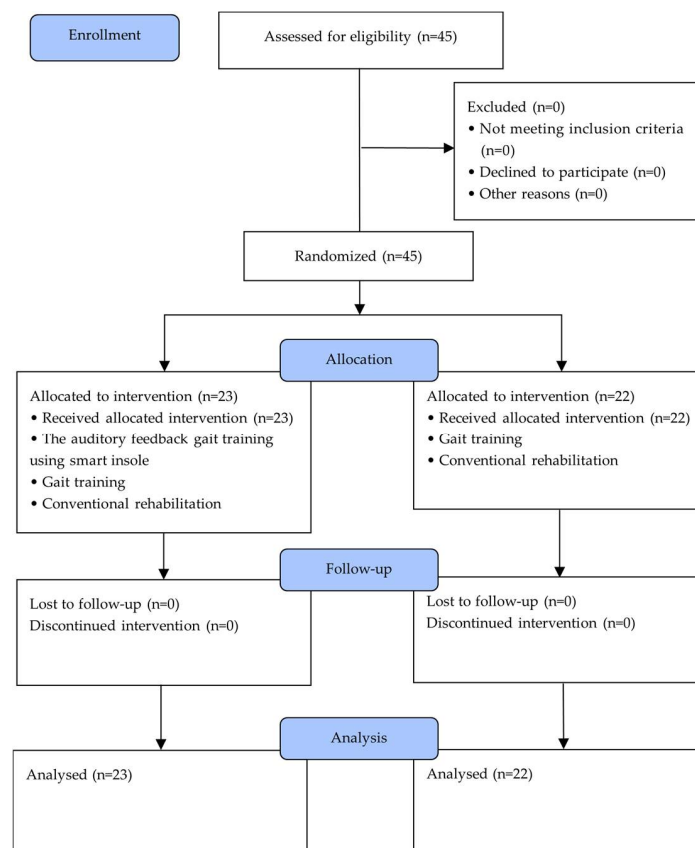 Enrollment
Assessed for eligibility (n=45)
Excluded (n=0)
• Not meeting inclusion criteria
(n=0)
• Declined to participate (n=0)
• Other reasons (n=0)
Randomized (n=45)
Allocation
Allocated to intervention (n=23)
• Received allocated intervention (n=23)
• The auditory feedback gait training
using smart insole
• Gait training
• Conventional rehabilitation
Allocated to intervention (n=22)
• Received allocated intervention (n=22)
• Gait training
• Conventional rehabilitation
Follow-up
Lost to follow-up (n=0)
Discontinued intervention (n=0)
Lost to follow-up (n=0)
Discontinued intervention (n=0)
Analysis
Analysed (n=23)
Analysed (n=22)